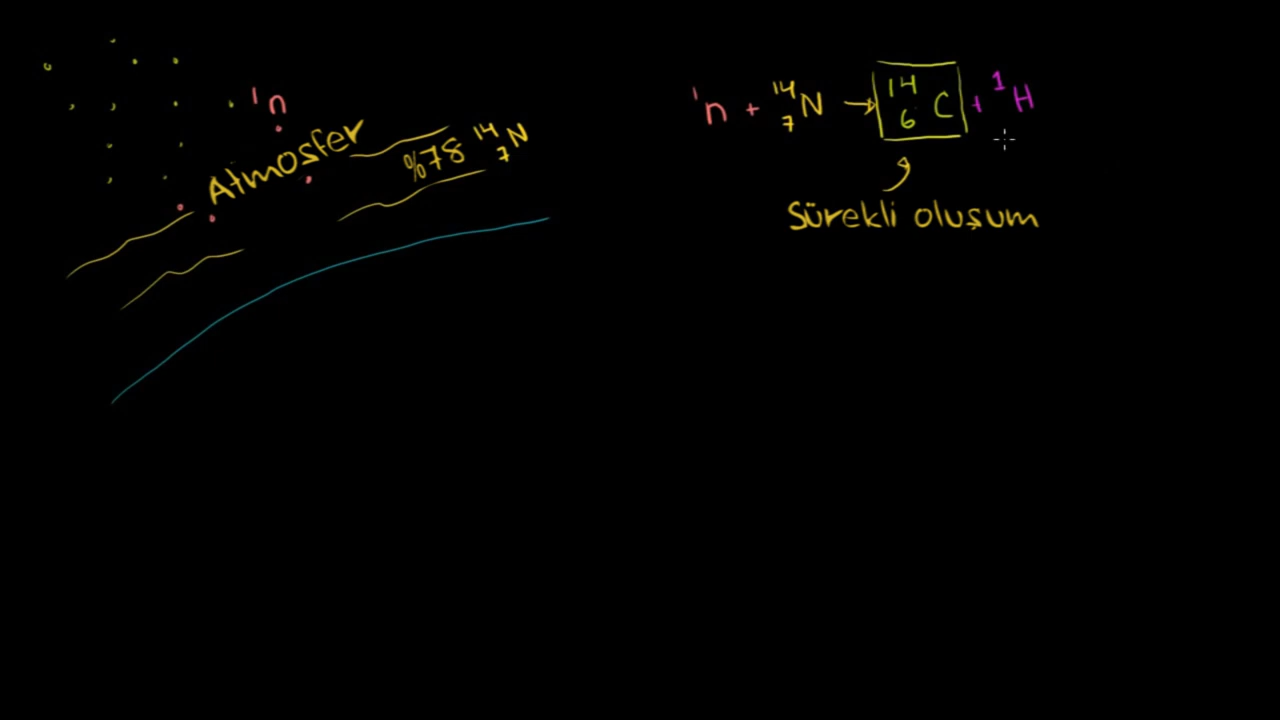 ¹n
Atmosfer
%78 ¹⁴₇N
¹n + ¹⁴₇N → ¹⁴₆C + ¹H
Sürekli oluşum